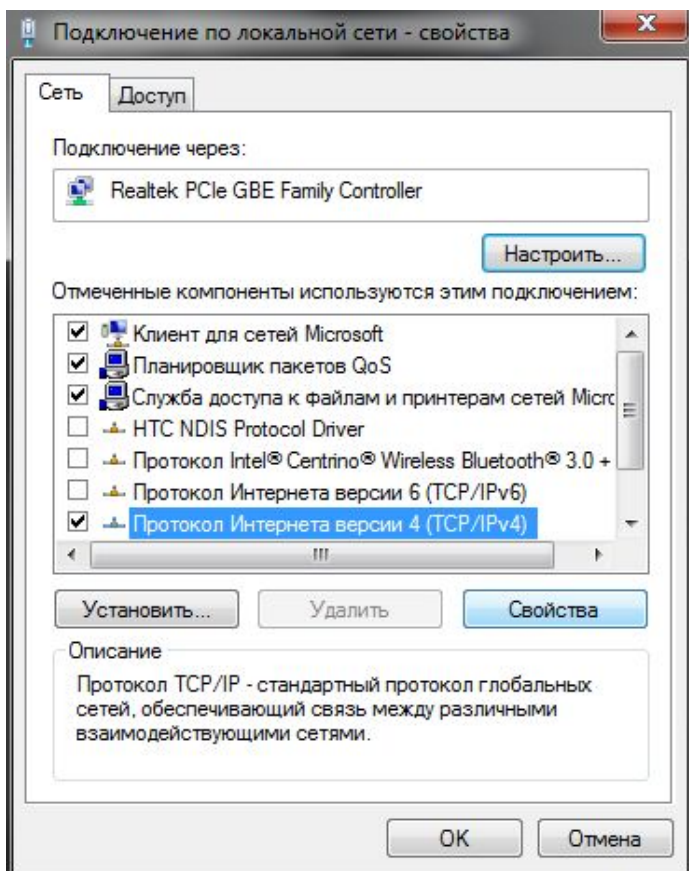 Подключение по локальной сети - свойства
Сеть
Доступ
Подключение через:
Realtek PCIe GBE Family Controller
Настроить...
Отмеченные компоненты используются этим подключением:
Клиент для сетей Microsoft
Планировщик пакетов QoS
Служба доступа к файлам и принтерам сетей Micro
HTC NDIS Protocol Driver
Протокол Intel® Centrino® Wireless Bluetooth® 3.0 +
Протокол Интернета версии 6 (TCP/IPv6)
Протокол Интернета версии 4 (TCP/IPv4)
Установить...
Удалить
Свойства
Описание
Протокол TCP/IP - стандартный протокол глобальных
сетей, обеспечивающий связь между различными
взаимодействующими сетями.
OK
Отмена